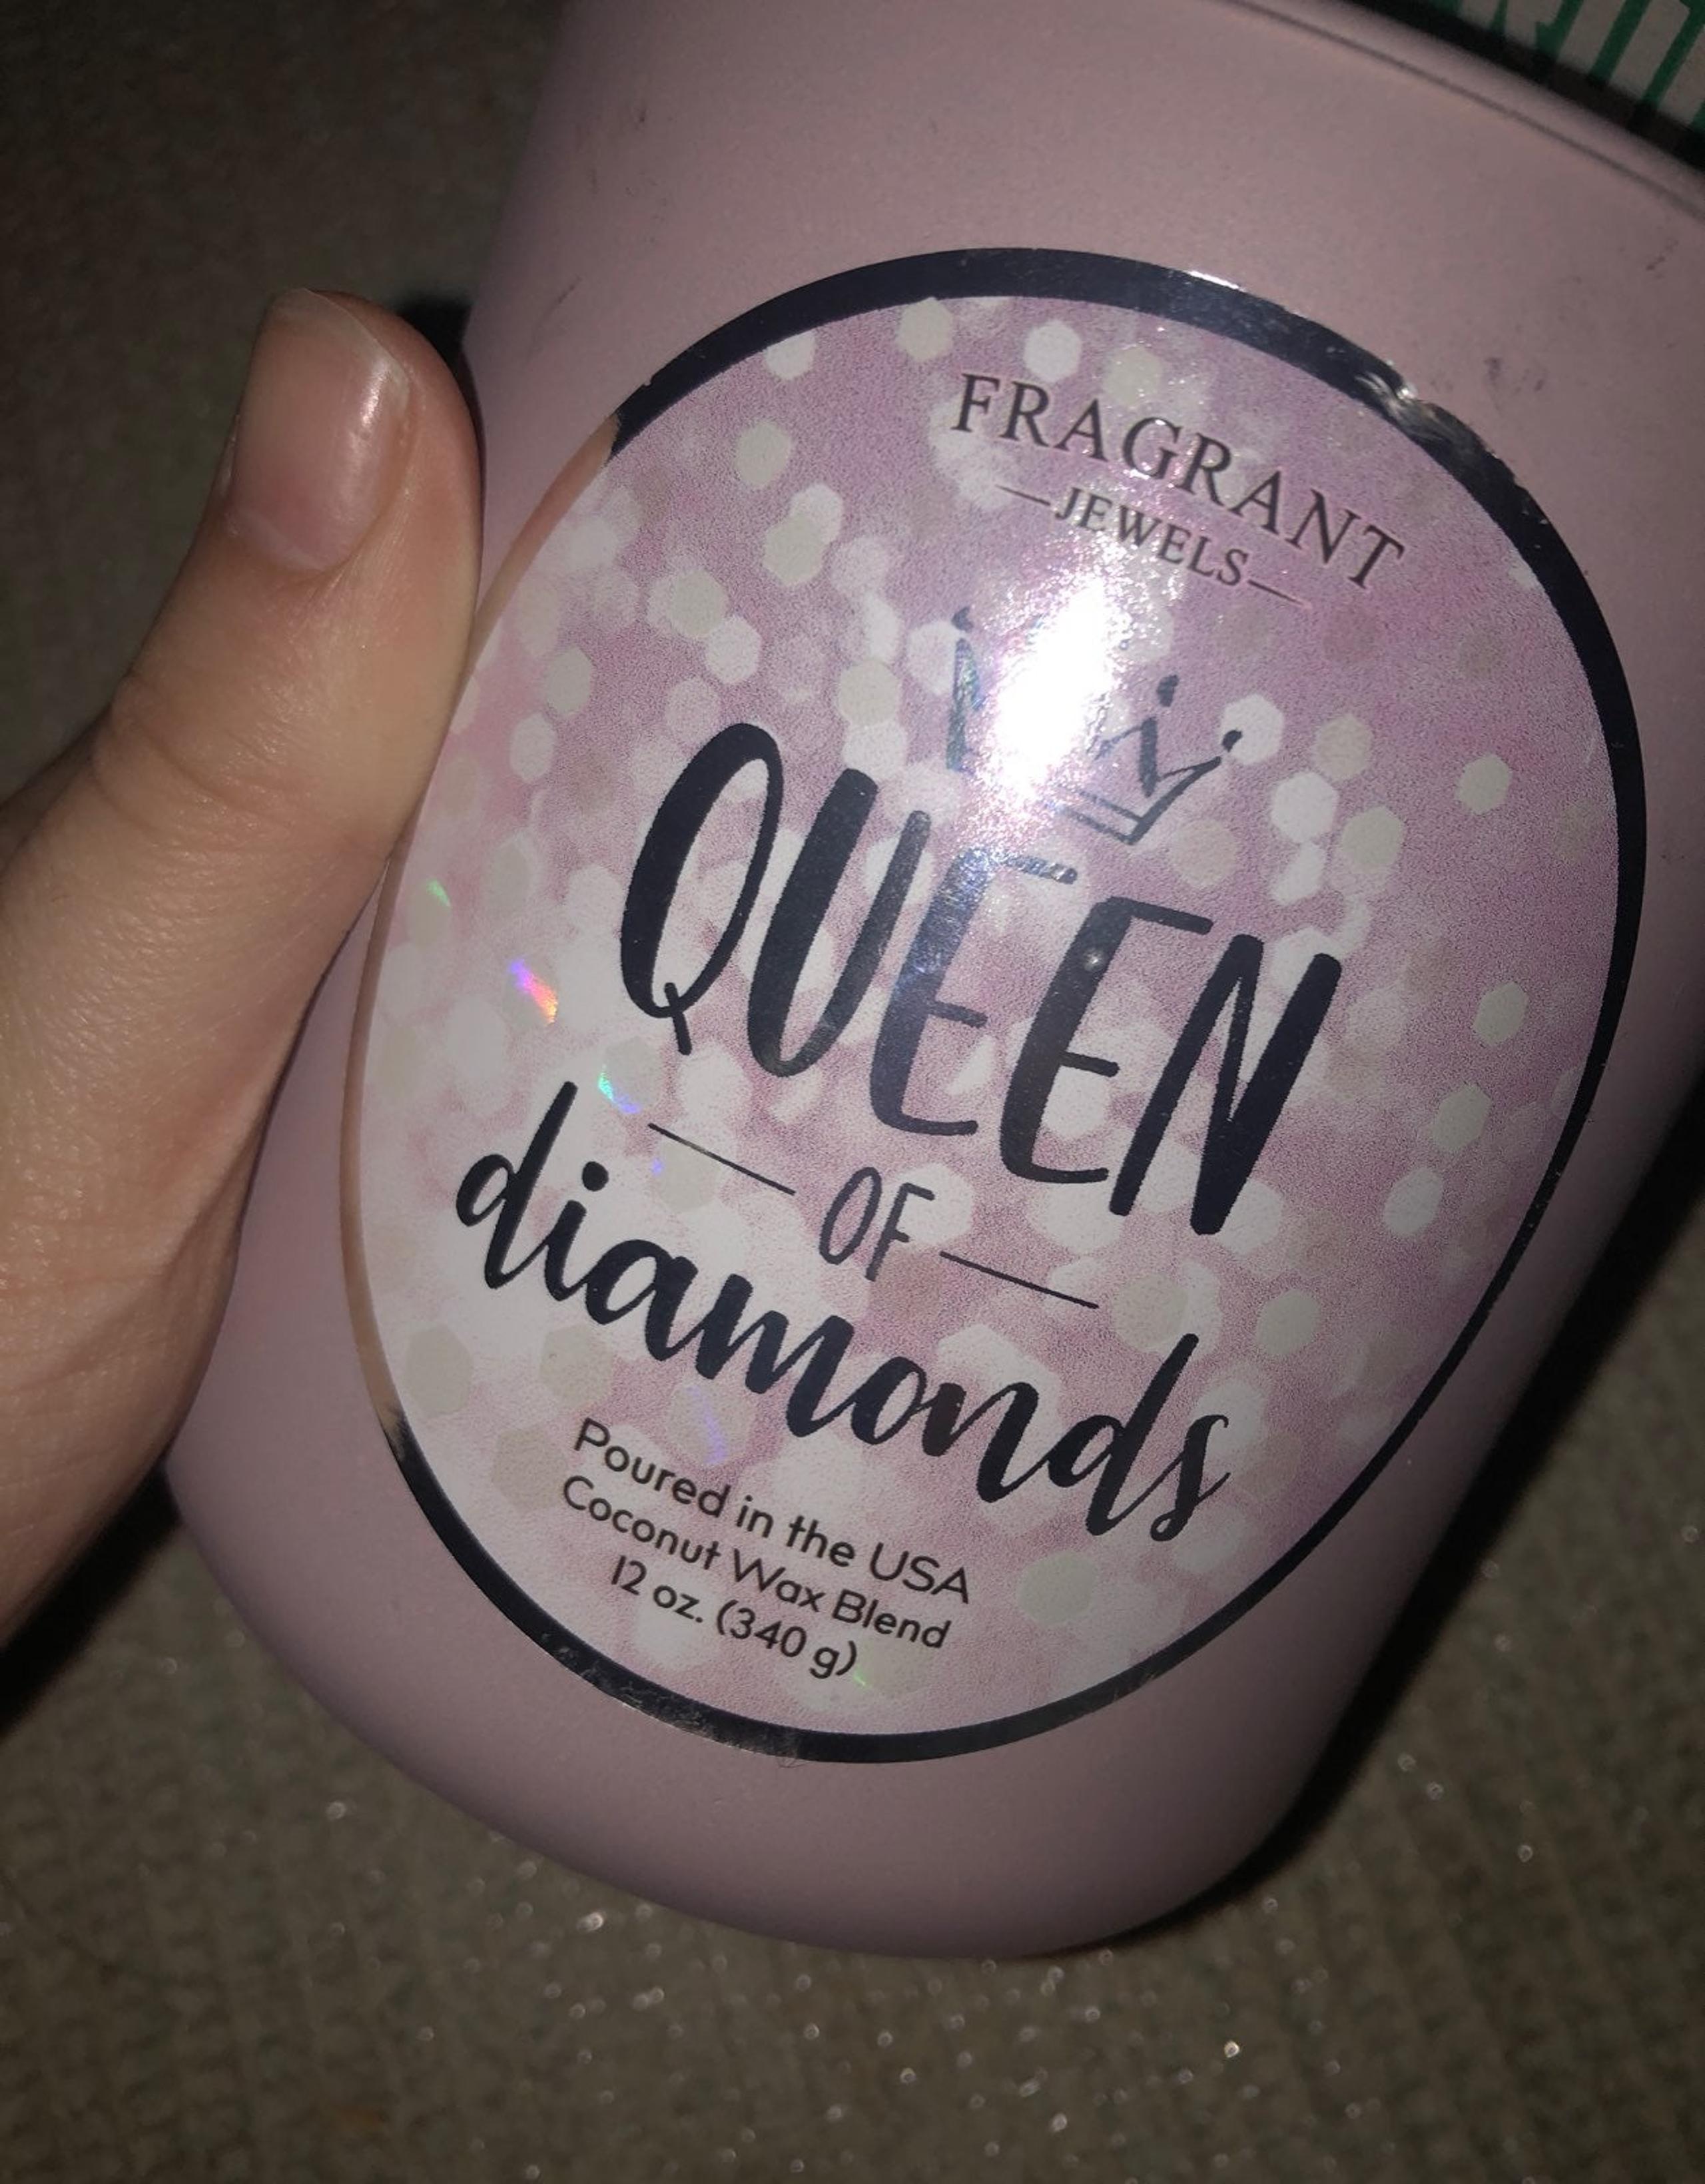 FRAGRANT
JEWELS
QUEEN
OF
diamonds
Poured in the USA
Coconut Wax Blend
12 oz. (340 g)